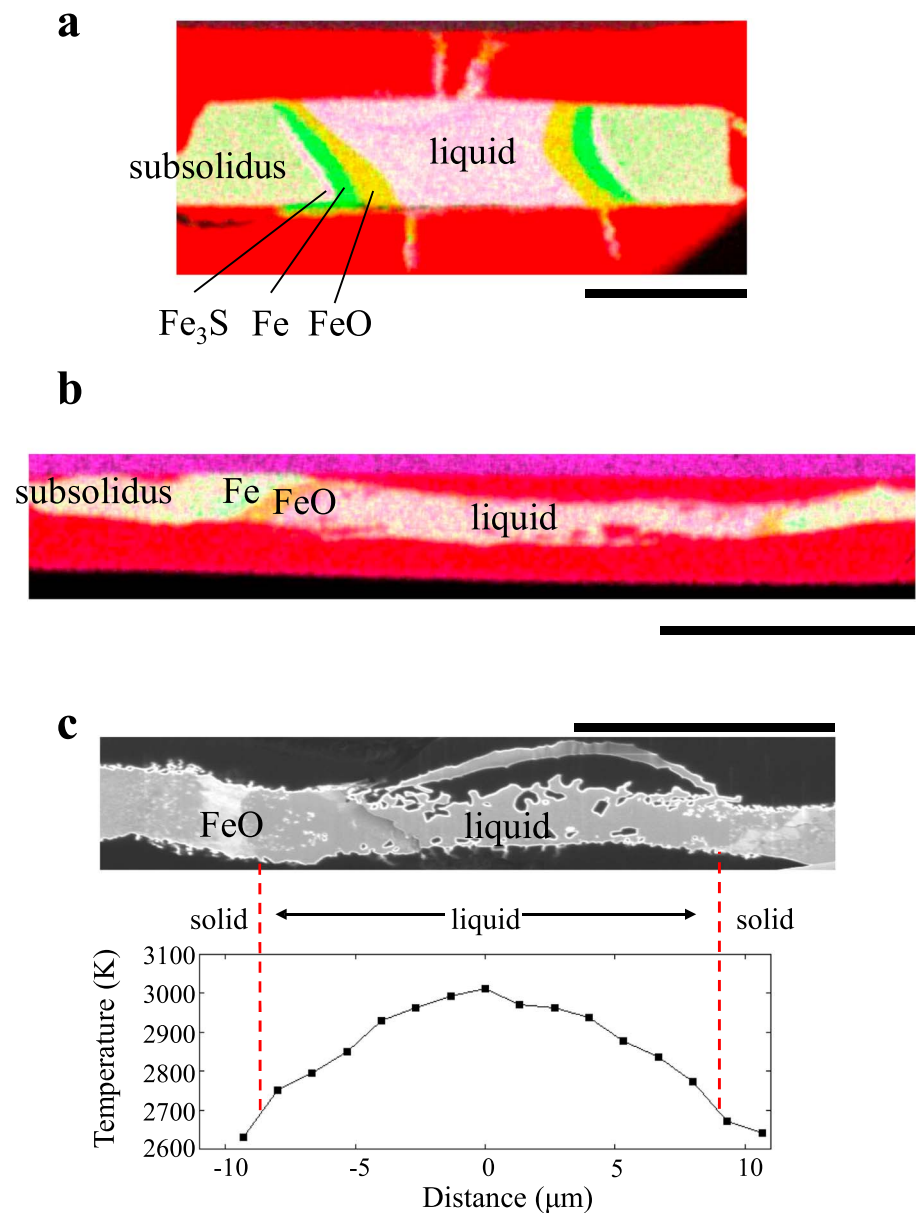 a
subsolidus
liquid
Fe₃S Fe FeO
b
subsolidus Fe FeO liquid
c
FeO liquid
solid liquid solid
3100
3000
2900
2800
2700
2600
Temperature (K)
-10 -5 0 5 10
Distance (μm)